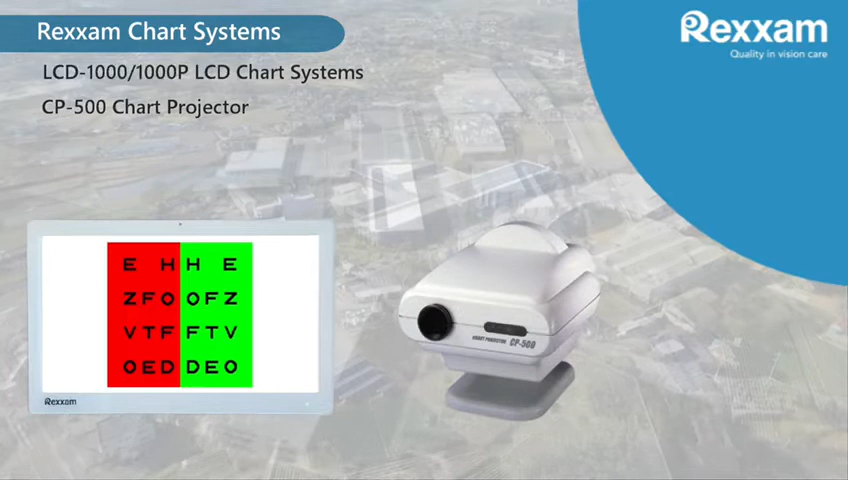 Rexxam Chart Systems
LCD-1000/1000P LCD Chart Systems
CP-500 Chart Projector
Rexxam
Quality in vision care
E H H E
Z F O O F Z
V T F F T V
O E D D E O
Rexxam
CHART PROJECTOR CP-500